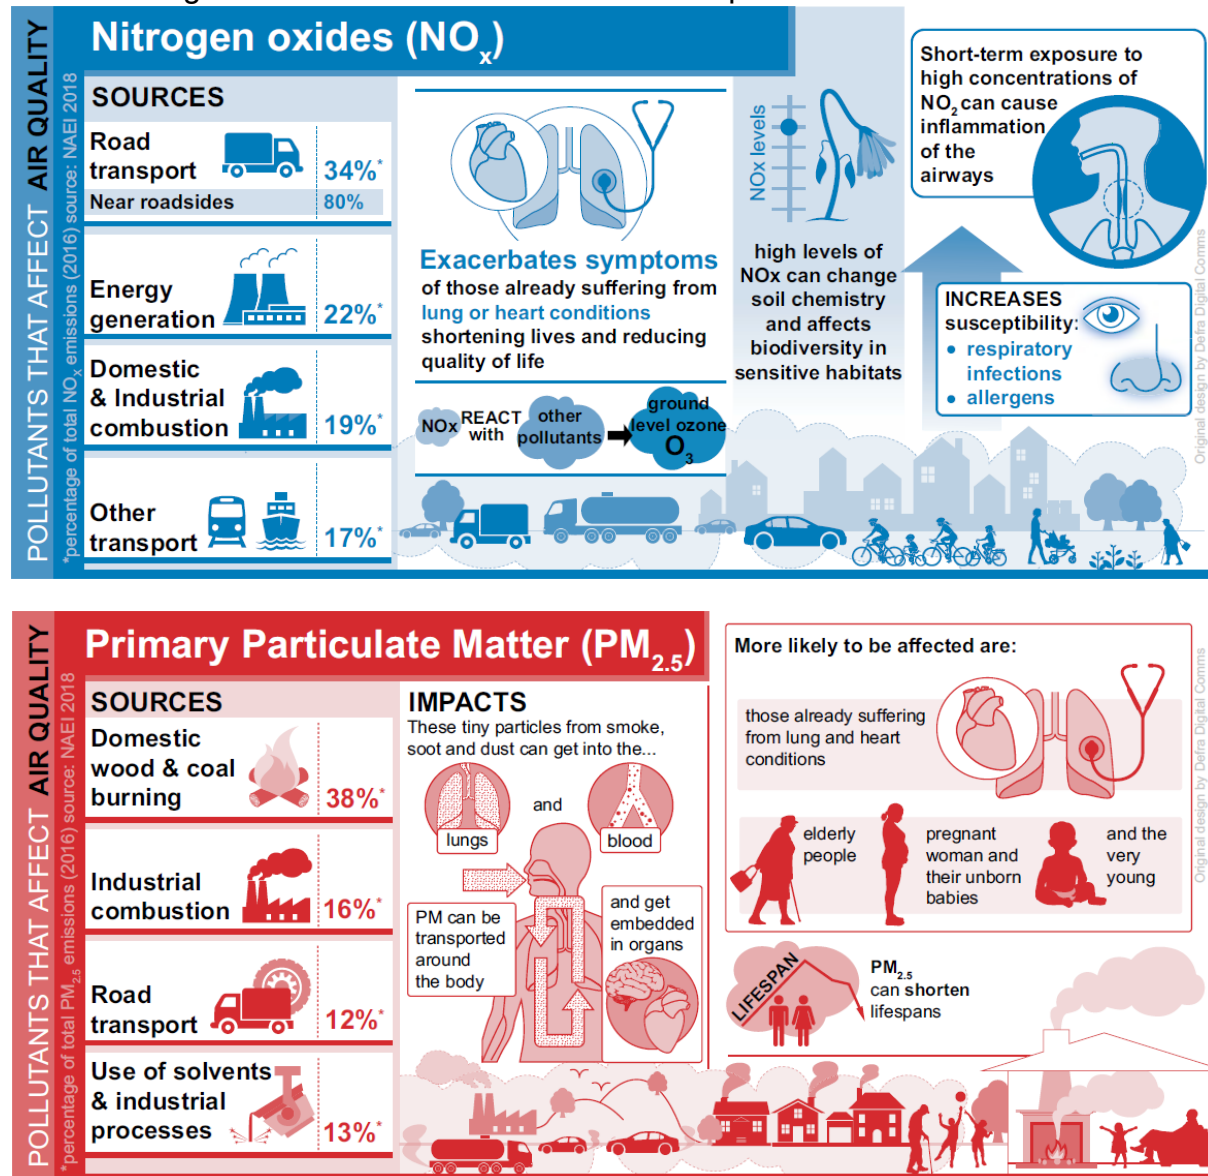 Nitrogen oxides (NOx)
POLLUTANTS THAT AFFECT AIR QUALITY
*percentage of total NOx emissions (2016) source: NAEI 2018
SOURCES
Road
transport
34%*
Near roadsides 80%
Energy
generation
22%*
Domestic
& Industrial
combustion
19%*
Other
transport
17%*
Exacerbates symptoms
of those already suffering from
lung or heart conditions
shortening lives and reducing
quality of life
NOx
REACT
with
other
pollutants
ground
level ozone
O3
NOx levels
high levels of
NOx can change
soil chemistry
and affects
biodiversity in
sensitive habitats
Short-term exposure to
high concentrations of
NO2 can cause
inflammation
of the
airways
INCREASES
susceptibility:
• respiratory
infections
• allergens
Original design by Defra Digital Comms
Primary Particulate Matter (PM2.5)
POLLUTANTS THAT AFFECT AIR QUALITY
*percentage of total PM2.5 emissions (2016) source: NAEI 2018
SOURCES
Domestic
wood & coal
burning
38%*
Industrial
combustion
16%*
Road
transport
12%*
Use of solvents
& industrial
processes
13%*
IMPACTS
These tiny particles from smoke,
soot and dust can get into the...
lungs
and
blood
PM can be
transported
around
the body
and get
embedded
in organs
More likely to be affected are:
those already suffering
from lung and heart
conditions
elderly
people
pregnant
woman and
their unborn
babies
and the
very
young
LIFESPAN
PM2.5
can shorten
lifespans
Original design by Defra Digital Comms